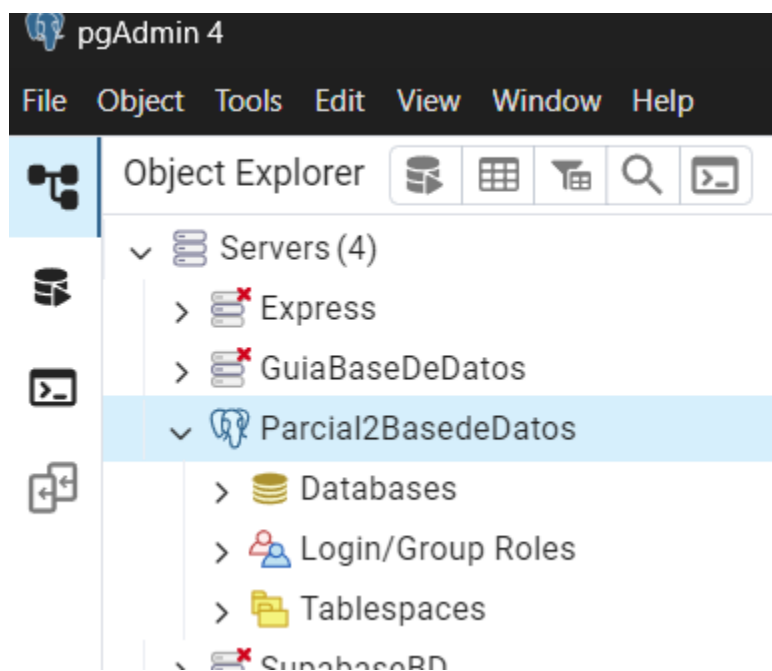 pgAdmin 4
File Object Tools Edit View Window Help
Object Explorer
Servers (4)
Express
GuiaBaseDeDatos
Parcial2BasedeDatos
Databases
Login/Group Roles
Tablespaces
SupabaseBD